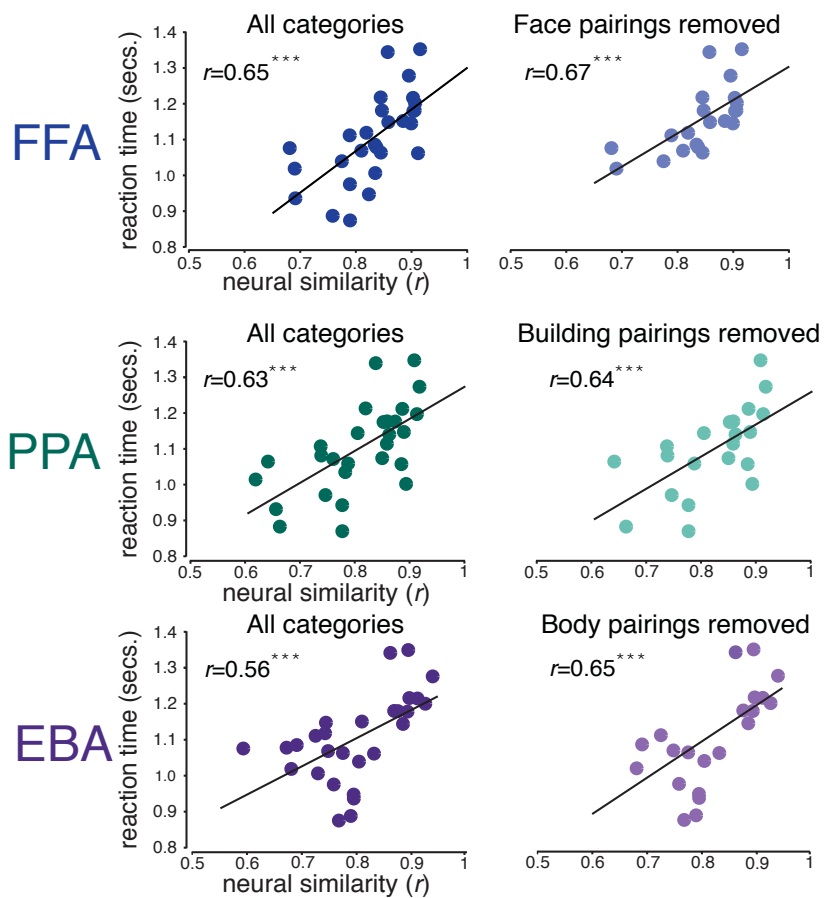 All categories
Face pairings removed
FFA
reaction time (secs.)
1.4
1.3
1.2
1.1
1.0
0.9
0.8
r=0.65***
r=0.67***
0.5 0.6 0.7 0.8 0.9 1
0.5 0.6 0.7 0.8 0.9 1
neural similarity (r)
All categories
Building pairings removed
PPA
reaction time (secs.)
1.4
1.3
1.2
1.1
1.0
0.9
0.8
r=0.63***
r=0.64***
0.5 0.6 0.7 0.8 0.9 1
0.5 0.6 0.7 0.8 0.9 1
neural similarity (r)
All categories
Body pairings removed
EBA
reaction time (secs.)
1.4
1.3
1.2
1.1
1.0
0.9
0.8
r=0.56***
r=0.65***
0.5 0.6 0.7 0.8 0.9 1
0.5 0.6 0.7 0.8 0.9 1
neural similarity (r)